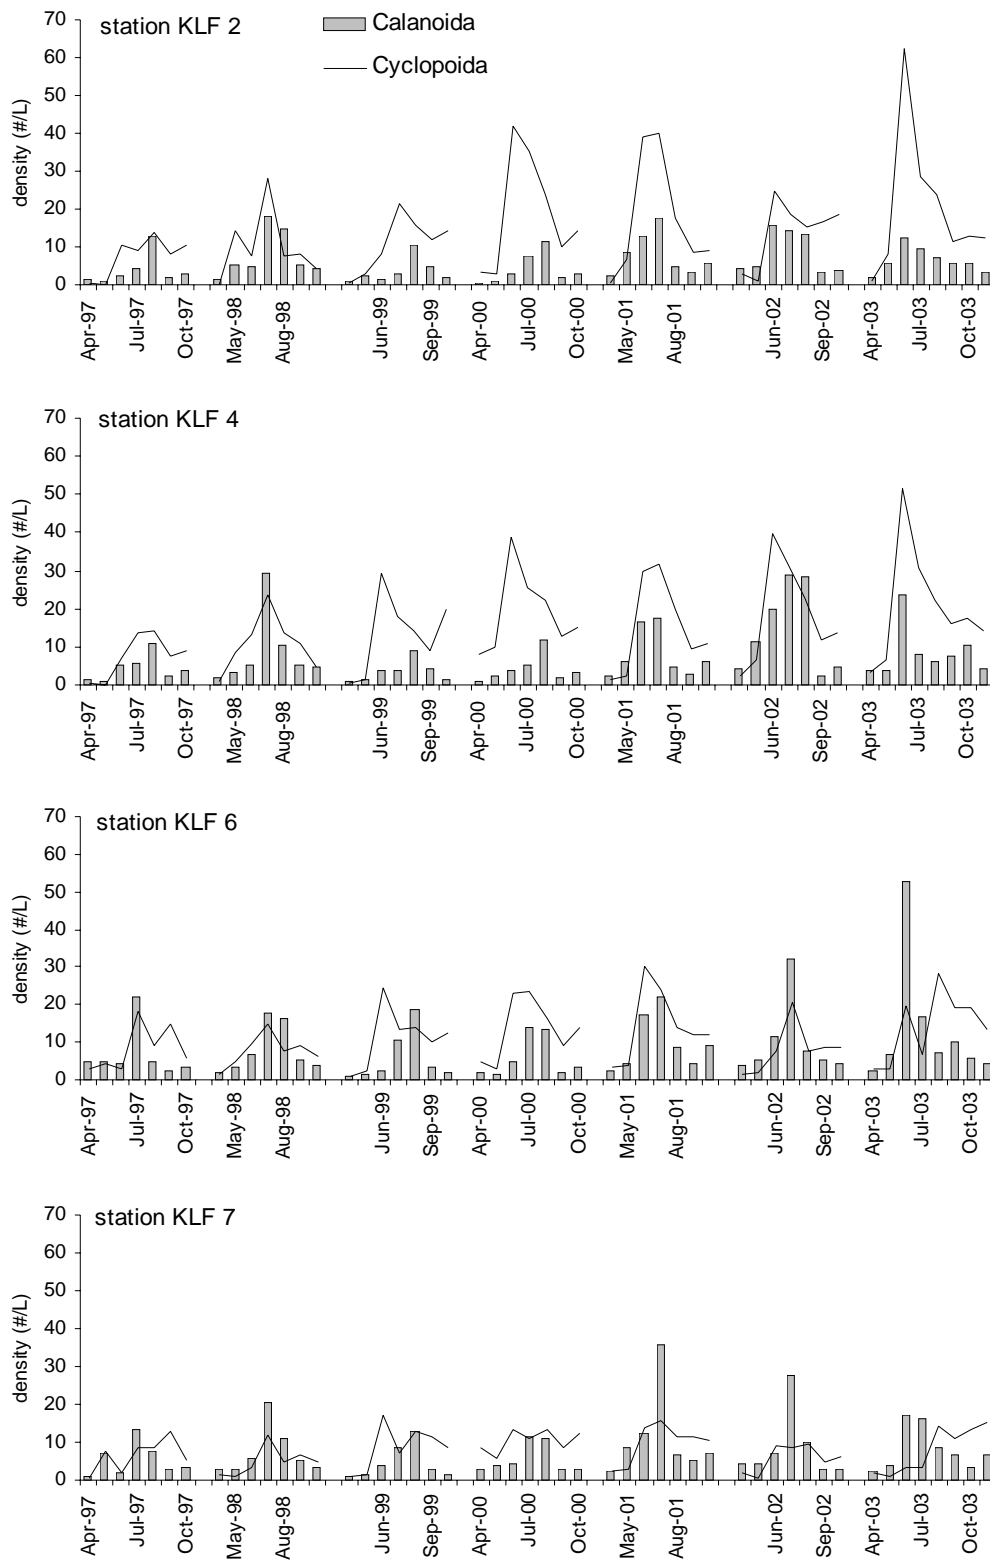 station KLF 2
Calanoida
Cyclopoida
density (#/L)
70
60
50
40
30
20
10
0
Apr-97
Jul-97
Oct-97
May-98
Aug-98
Jun-99
Sep-99
Apr-00
Jul-00
Oct-00
May-01
Aug-01
Jun-02
Sep-02
Apr-03
Jul-03
Oct-03
station KLF 4
density (#/L)
70
60
50
40
30
20
10
0
Apr-97
Jul-97
Oct-97
May-98
Aug-98
Jun-99
Sep-99
Apr-00
Jul-00
Oct-00
May-01
Aug-01
Jun-02
Sep-02
Apr-03
Jul-03
Oct-03
station KLF 6
density (#/L)
70
60
50
40
30
20
10
0
Apr-97
Jul-97
Oct-97
May-98
Aug-98
Jun-99
Sep-99
Apr-00
Jul-00
Oct-00
May-01
Aug-01
Jun-02
Sep-02
Apr-03
Jul-03
Oct-03
station KLF 7
density (#/L)
70
60
50
40
30
20
10
0
Apr-97
Jul-97
Oct-97
May-98
Aug-98
Jun-99
Sep-99
Apr-00
Jul-00
Oct-00
May-01
Aug-01
Jun-02
Sep-02
Apr-03
Jul-03
Oct-03